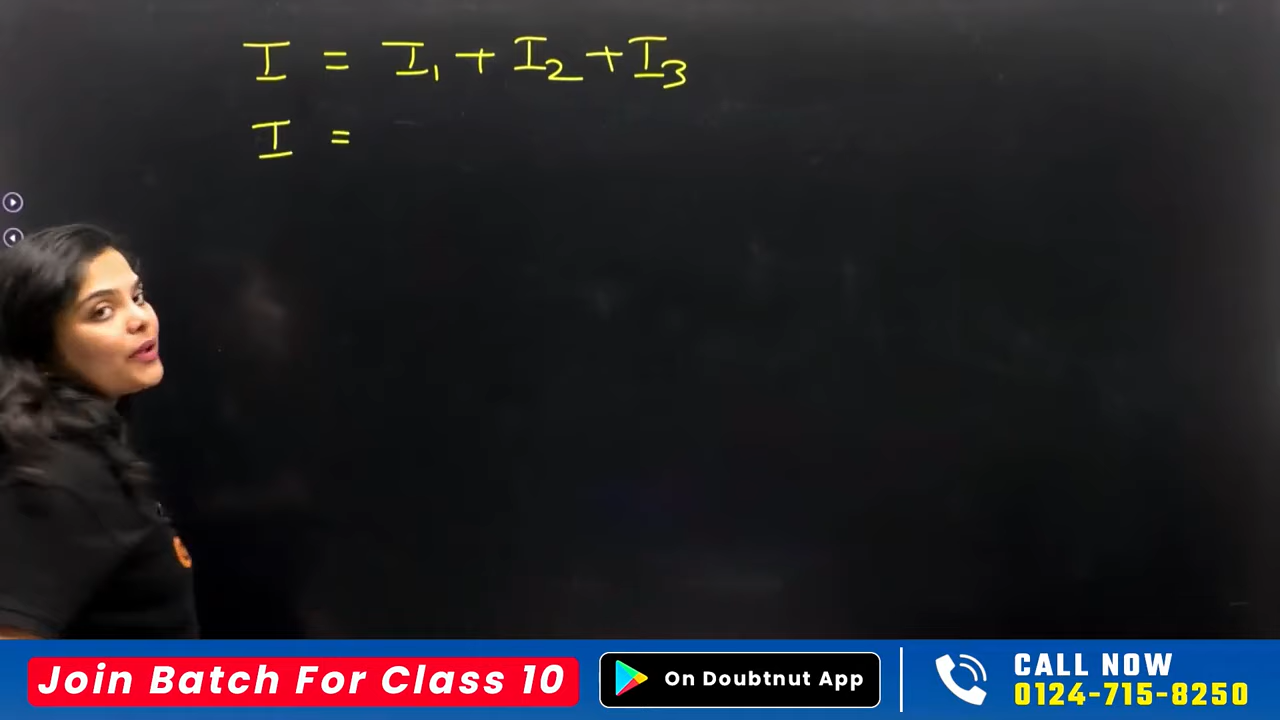 I = I₁ + I₂ + I₃
I =
Join Batch For Class 10
On Doubtnut App
CALL NOW
0124-715-8250